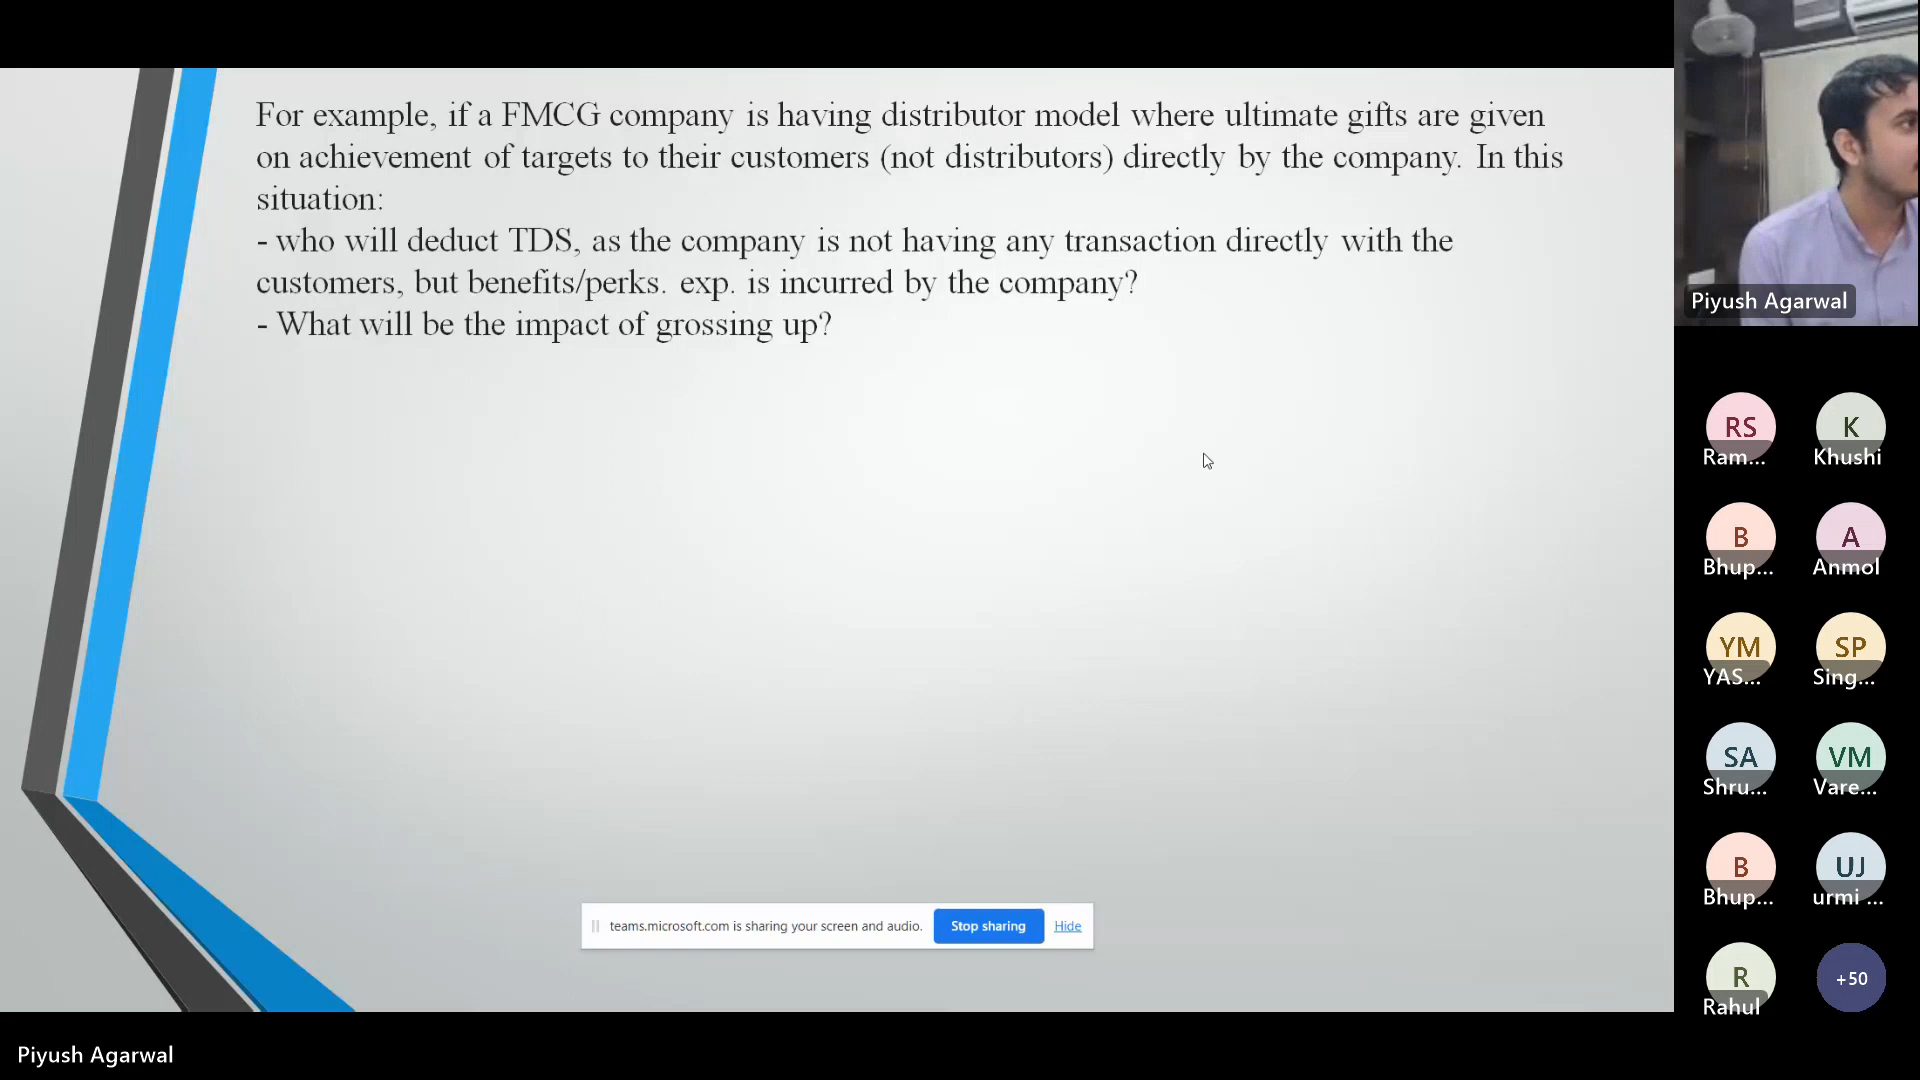 For example, if a FMCG company is having distributor model where ultimate gifts are given
on achievement of targets to their customers (not distributors) directly by the company. In this
situation:
- who will deduct TDS, as the company is not having any transaction directly with the
customers, but benefits/perks. exp. is incurred by the company?
- What will be the impact of grossing up?
teams.microsoft.com is sharing your screen and audio.
Stop sharing
Hide
Piyush Agarwal
Piyush Agarwal
RS
Ram...
K
Khushi
B
Bhup...
A
Anmol
YM
YAS...
SP
Sing...
SA
Shru...
VM
Vare...
B
Bhup...
UJ
urmi ...
R
Rahul
+50